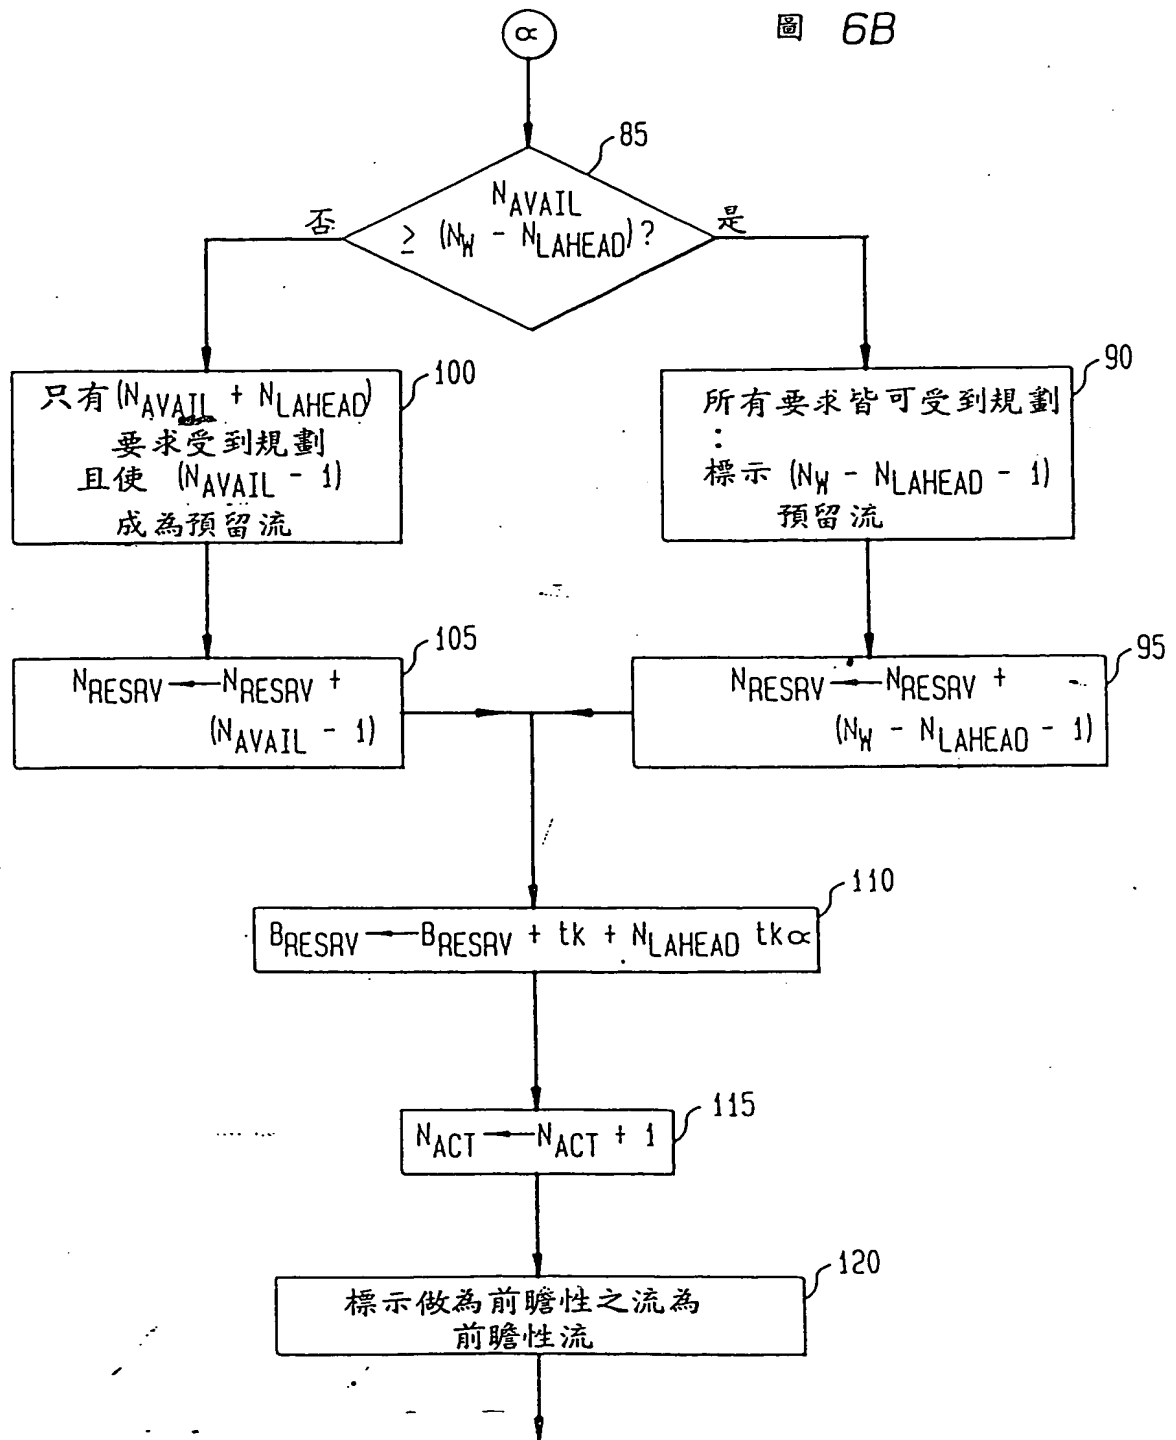 ∝
圖 6B
85
N_AVAIL
≥ (N_W - N_LAHEAD)?
否
是
100
只有(N_AVAIL + N_LAHEAD)
要求受到規劃
且使 (N_AVAIL - 1)
成為預留流
90
所有要求皆可受到規劃
:
標示 (N_W - N_LAHEAD - 1)
預留流
105
N_RESRV ← N_RESRV +
(N_AVAIL - 1)
95
N_RESRV ← N_RESRV +
(N_W - N_LAHEAD - 1)
110
B_RESRV ← B_RESRV + tk + N_LAHEAD tk∝
115
N_ACT ← N_ACT + 1
120
標示做為前瞻性之流為
前瞻性流